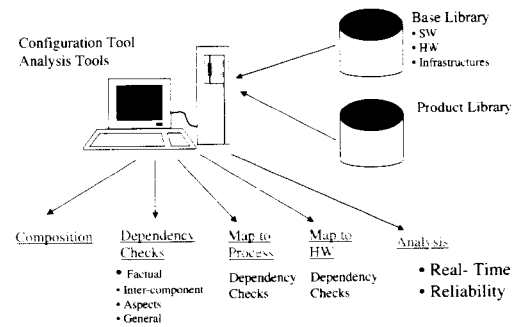 Configuration Tool
Analysis Tools
Base Library
• SW
• HW
• Infrastructures
Product Library
Composition
Dependency
Checks
• Factual
• Inter-component
• Aspects
• General
Map to
Process
Dependency
Checks
Map to
HW
Dependency
Checks
Analysis
• Real- Time
• Reliability